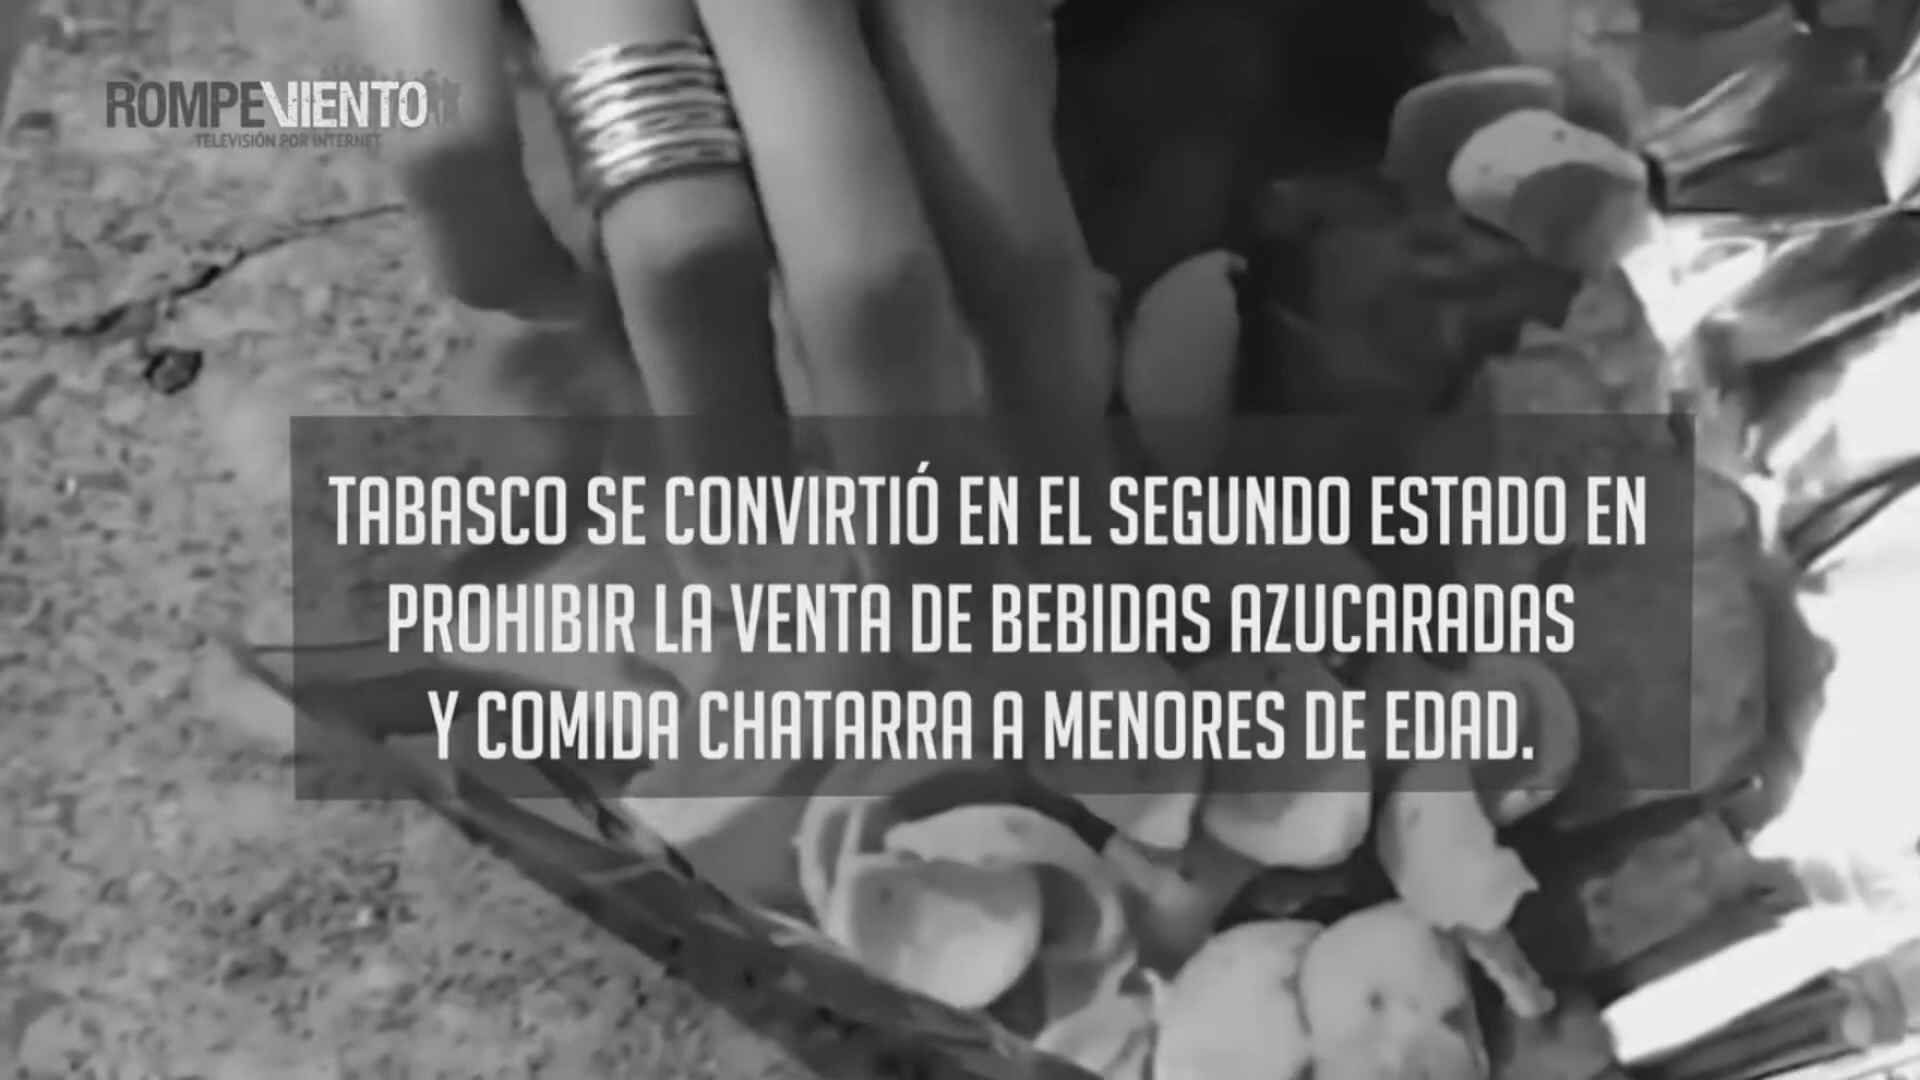 ROMPEVIENTO
TELEVISIÓN POR INTERNET
TABASCO SE CONVIRTIÓ EN EL SEGUNDO ESTADO EN
PROHIBIR LA VENTA DE BEBIDAS AZUCARADAS
Y COMIDA CHATARRA A MENORES DE EDAD.